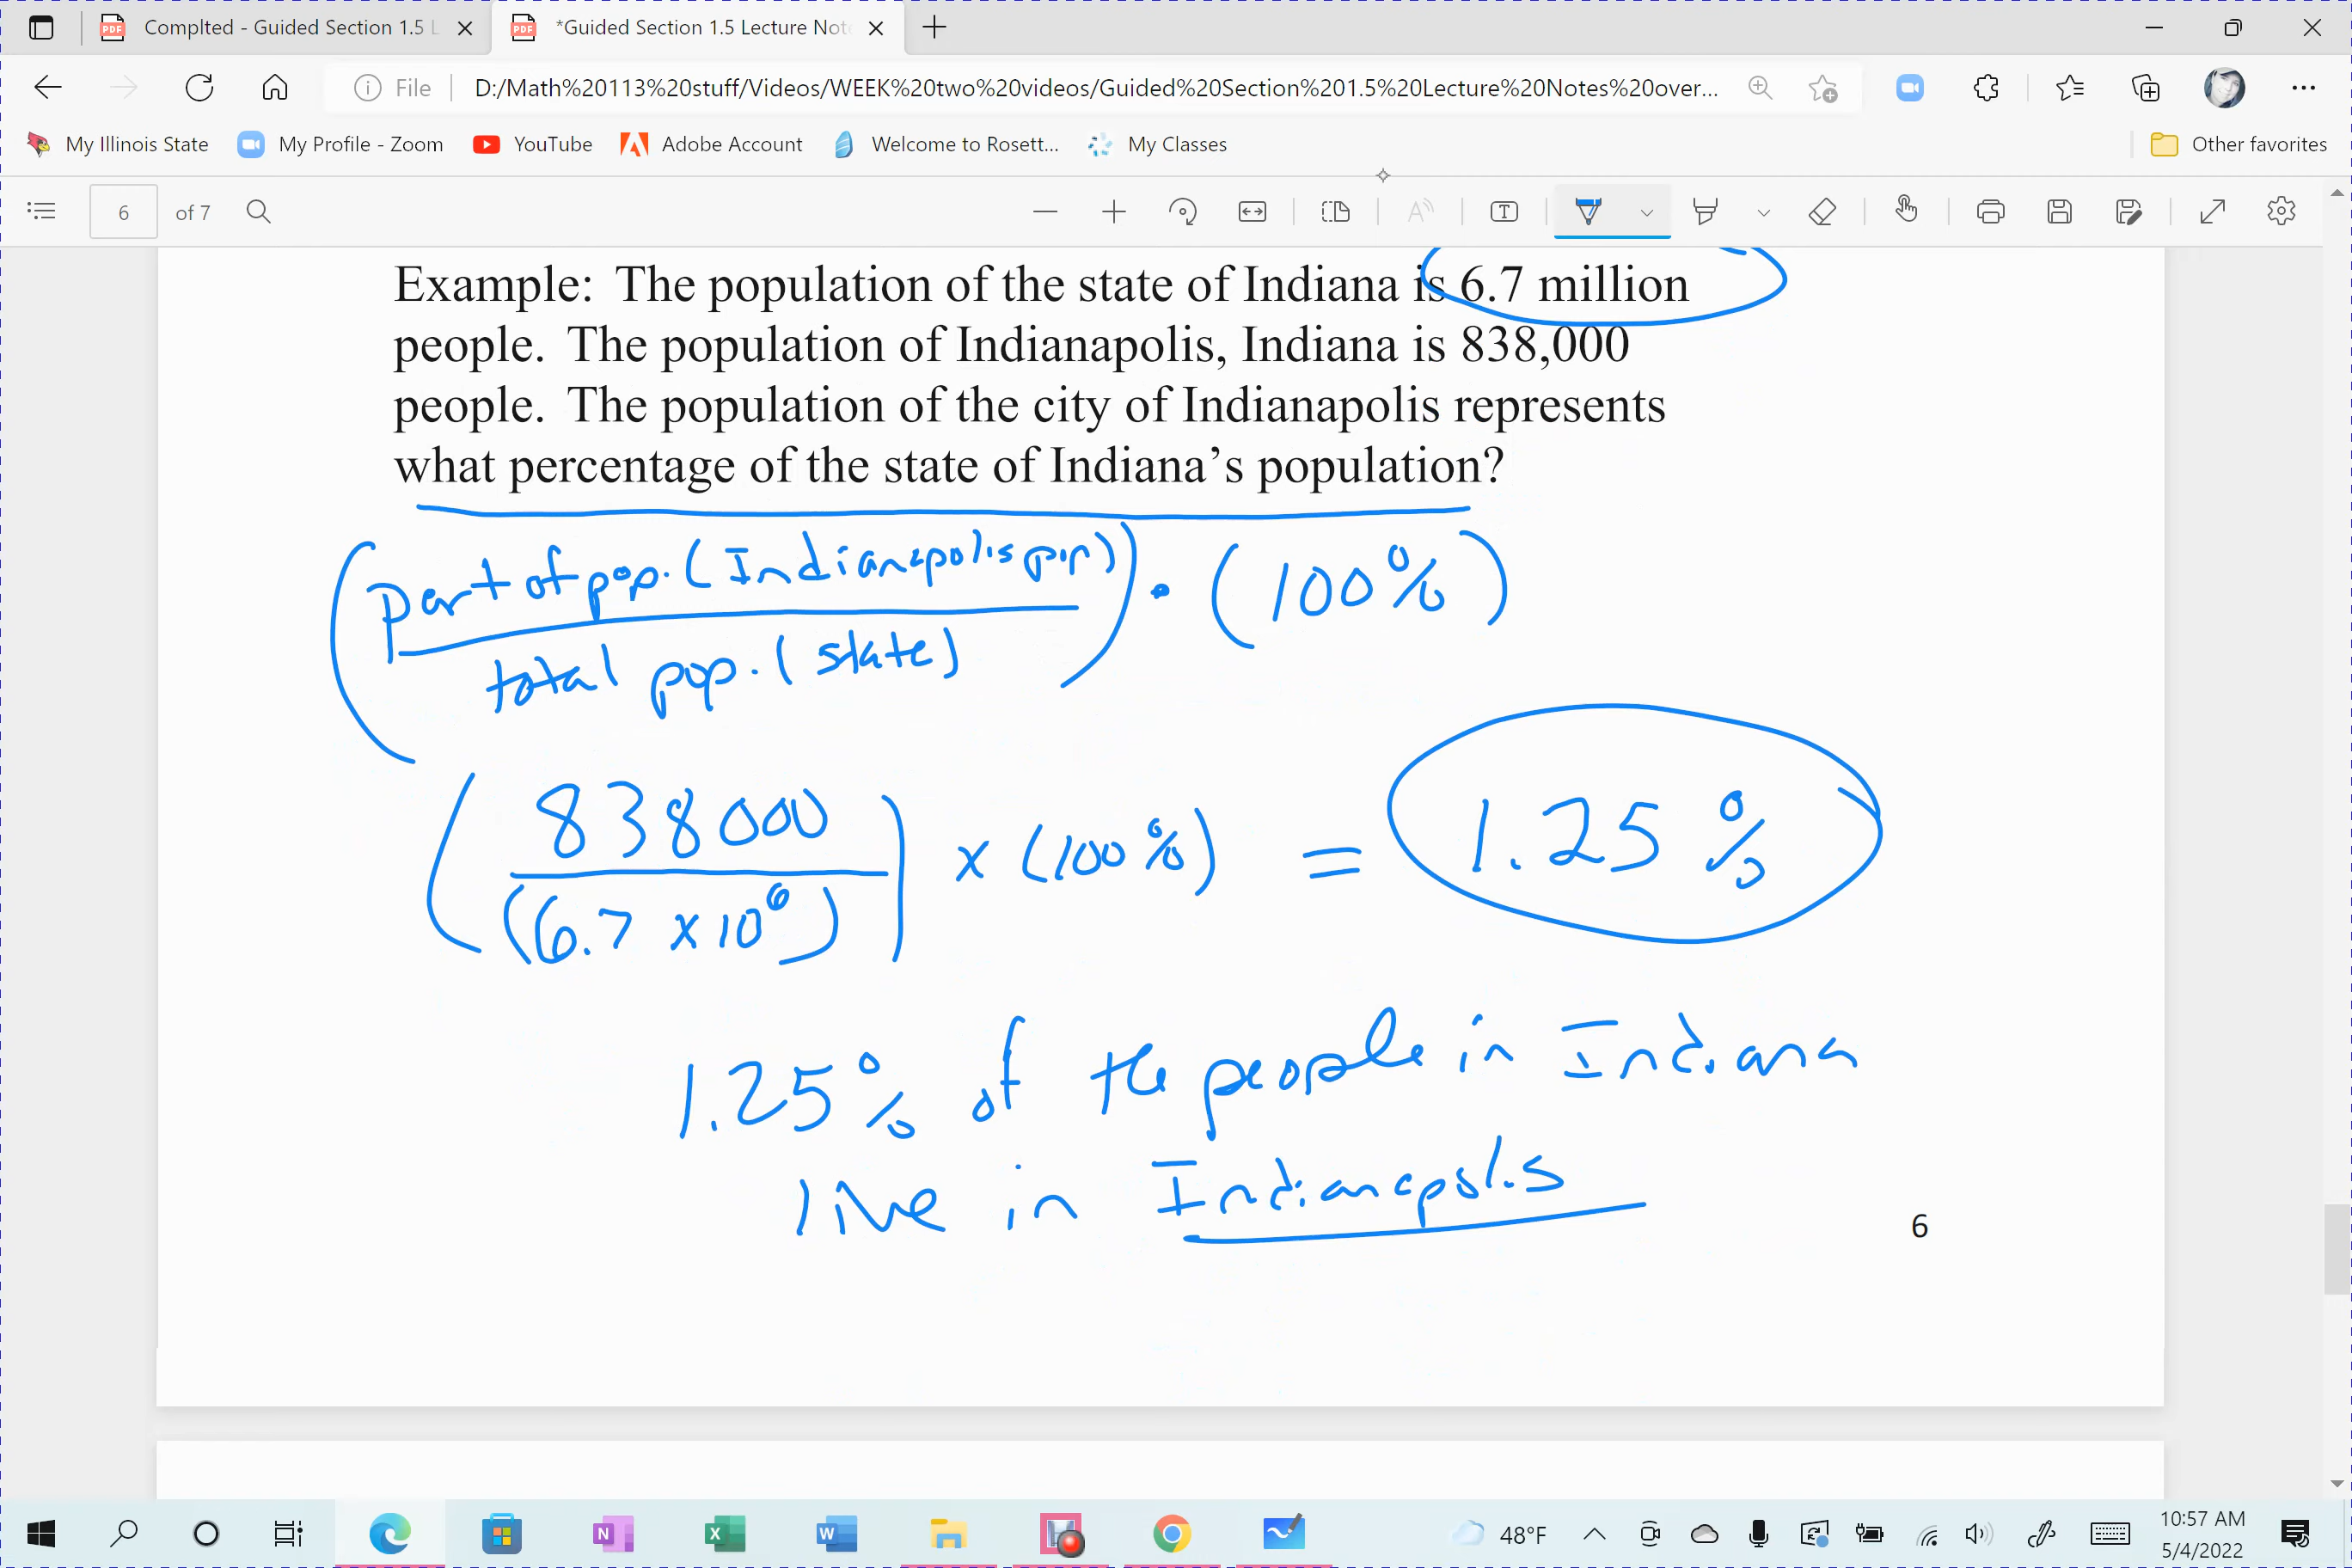 Complted - Guided Section 1.5 L
*Guided Section 1.5 Lecture Not
File
D:/Math%20113%20stuff/Videos/WEEK%20two%20videos/Guided%20Section%201.5%20Lecture%20Notes%20over...
My Illinois State
My Profile - Zoom
YouTube
Adobe Account
Welcome to Rosett...
My Classes
Other favorites
6 of 7
Example: The population of the state of Indiana is 6.7 million
people. The population of Indianapolis, Indiana is 838,000
people. The population of the city of Indianapolis represents
what percentage of the state of Indiana’s population?
(part of pop. (Indianapolis pop)) · (100%)
total pop. (state)
(838000) x (100%) = 1.25 %
((6.7 x 10⁶)
1.25% of the people in Indiana
live in Indianapolis
6
48°F
10:57 AM
5/4/2022